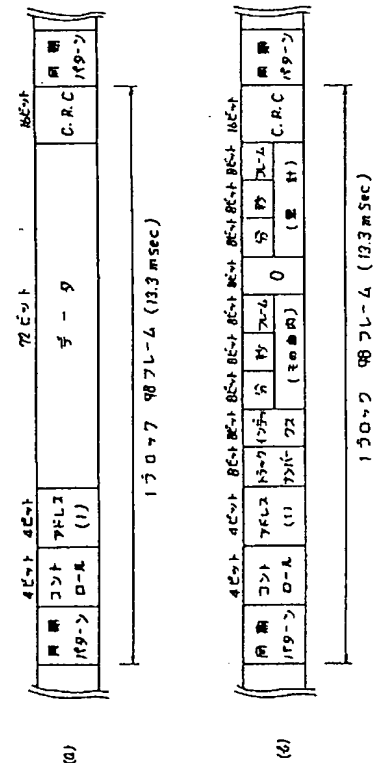 4ビット 4ビット 72ビット 16ビット
同期 コント アドレス データ C.R.C 同期
パターン ロール (1) パターン
1ブロック 98フレーム (13.3 msec)
(a)
4ビット 4ビット 8ビット 8ビット 8ビット 8ビット 8ビット 8ビット 8ビット 8ビット 8ビット 16ビット
同期 コント アドレス トラック インデッ 分 秒 フレーム 0 分 秒 フレーム C.R.C 同期
パターン ロール (1) ナンバー クス (その曲内) (累計) パターン
1ブロック 98フレーム (13.3 msec)
(b)